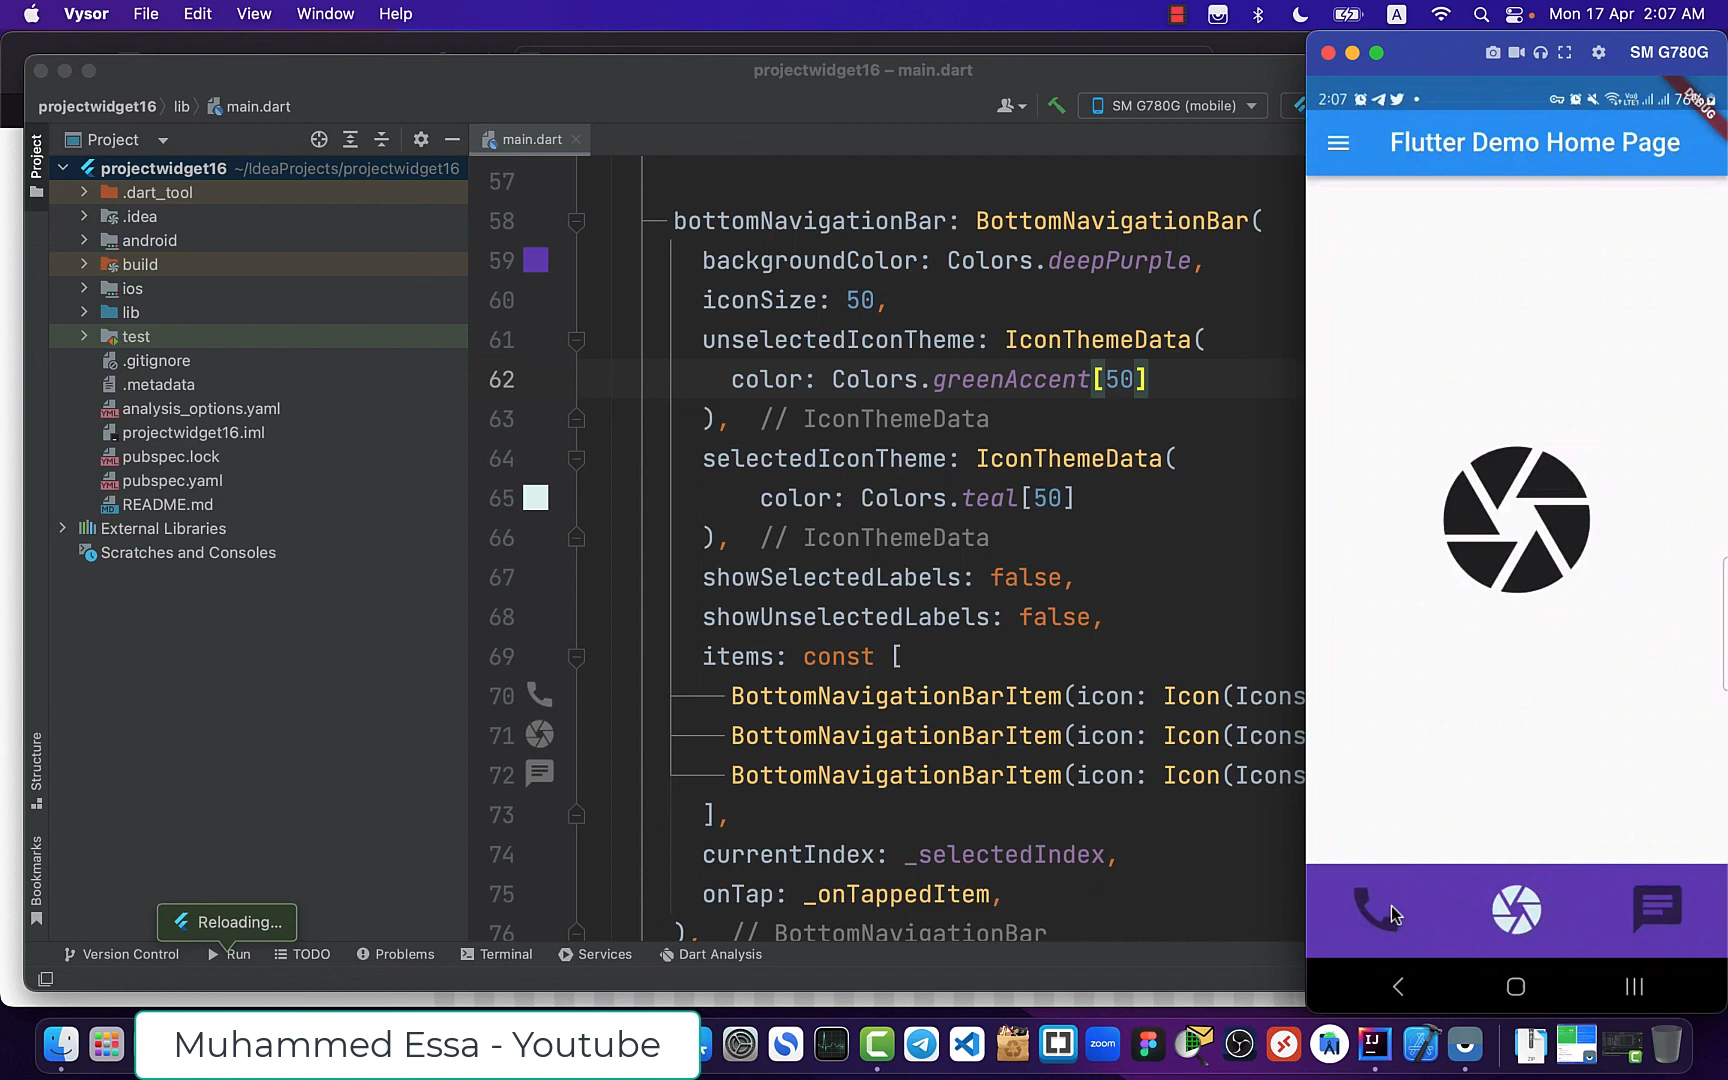 Vysor File Edit View Window Help
A
Mon 17 Apr 2:07 AM
projectwidget16 – main.dart
SM G780G
projectwidget16 lib main.dart
SM G780G (mobile)
2:07
76
DEBUG
Project
Project
main.dart
Flutter Demo Home Page
projectwidget16 ~/IdeaProjects/projectwidget16
.dart_tool
.idea
android
build
ios
lib
test
.gitignore
.metadata
analysis_options.yaml
projectwidget16.iml
pubspec.lock
pubspec.yaml
README.md
External Libraries
Scratches and Consoles
57
58 bottomNavigationBar: BottomNavigationBar(
59 backgroundColor: Colors.deepPurple,
60 iconSize: 50,
61 unselectedIconTheme: IconThemeData(
62 color: Colors.greenAccent[50]
63 ), // IconThemeData
64 selectedIconTheme: IconThemeData(
65 color: Colors.teal[50]
66 ), // IconThemeData
67 showSelectedLabels: false,
68 showUnselectedLabels: false,
69 items: const [
70 BottomNavigationBarItem(icon: Icon(Icons
71 BottomNavigationBarItem(icon: Icon(Icons
72 BottomNavigationBarItem(icon: Icon(Icons
73 ],
74 currentIndex: _selectedIndex,
75 onTap: _onTappedItem,
76 ), // BottomNavigationBar
Structure
Bookmarks
Reloading...
Version Control Run TODO Problems Terminal Services Dart Analysis
Muhammed Essa - Youtube
zoom
IJ
ZIP